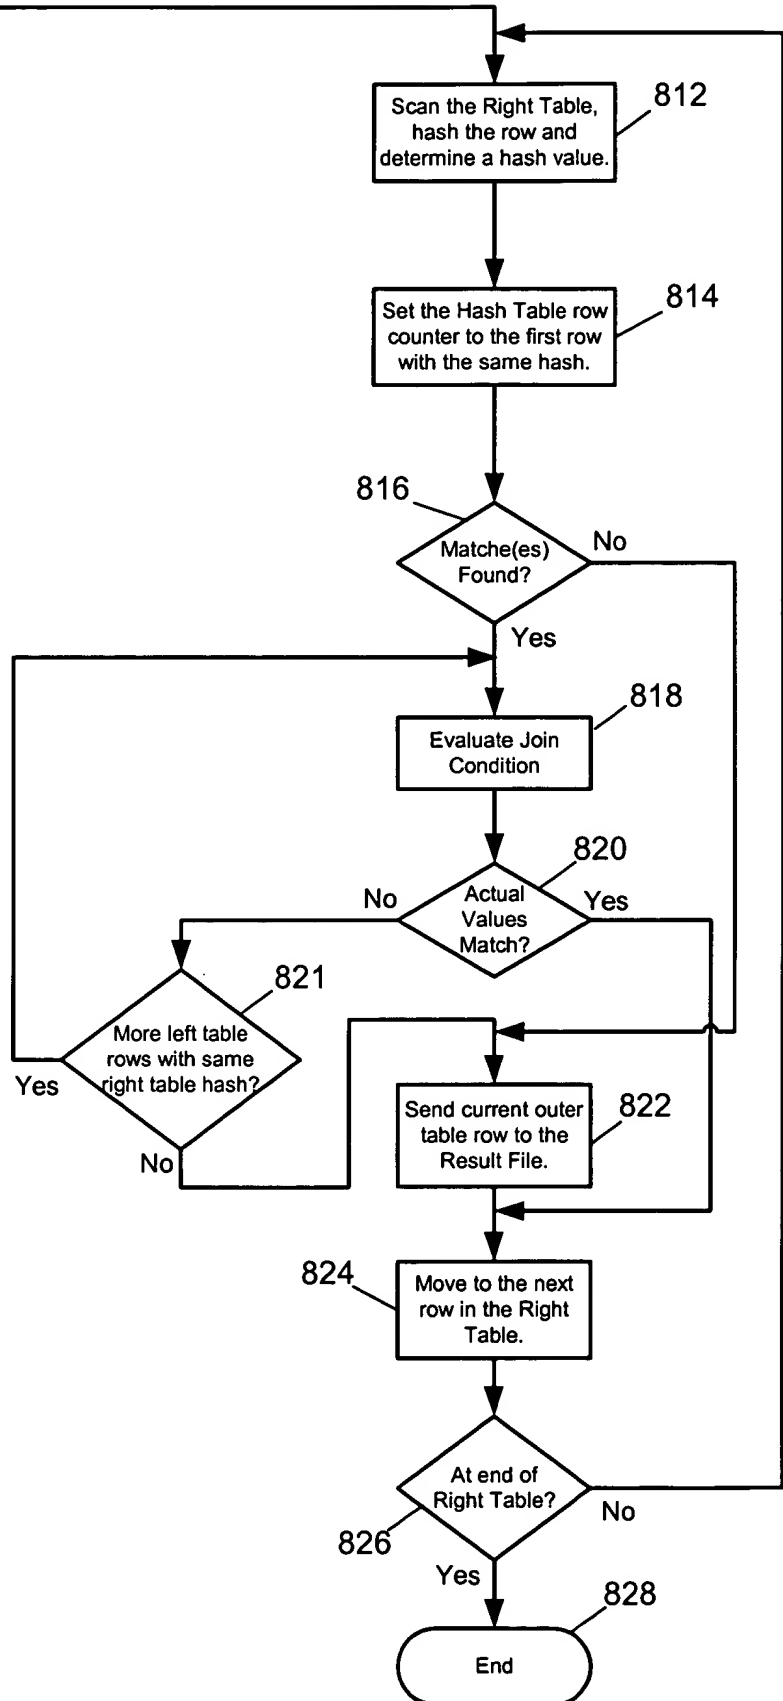 Scan the Right Table,
hash the row and
determine a hash value.
812
Set the Hash Table row
counter to the first row
with the same hash.
814
816
Matche(es)
Found?
No
Yes
818
Evaluate Join
Condition
820
No
Actual
Values
Match?
Yes
821
More left table
rows with same
right table hash?
Yes
No
Send current outer
table row to the
Result File.
822
824
Move to the next
row in the Right
Table.
At end of
Right Table?
No
826
Yes
828
End